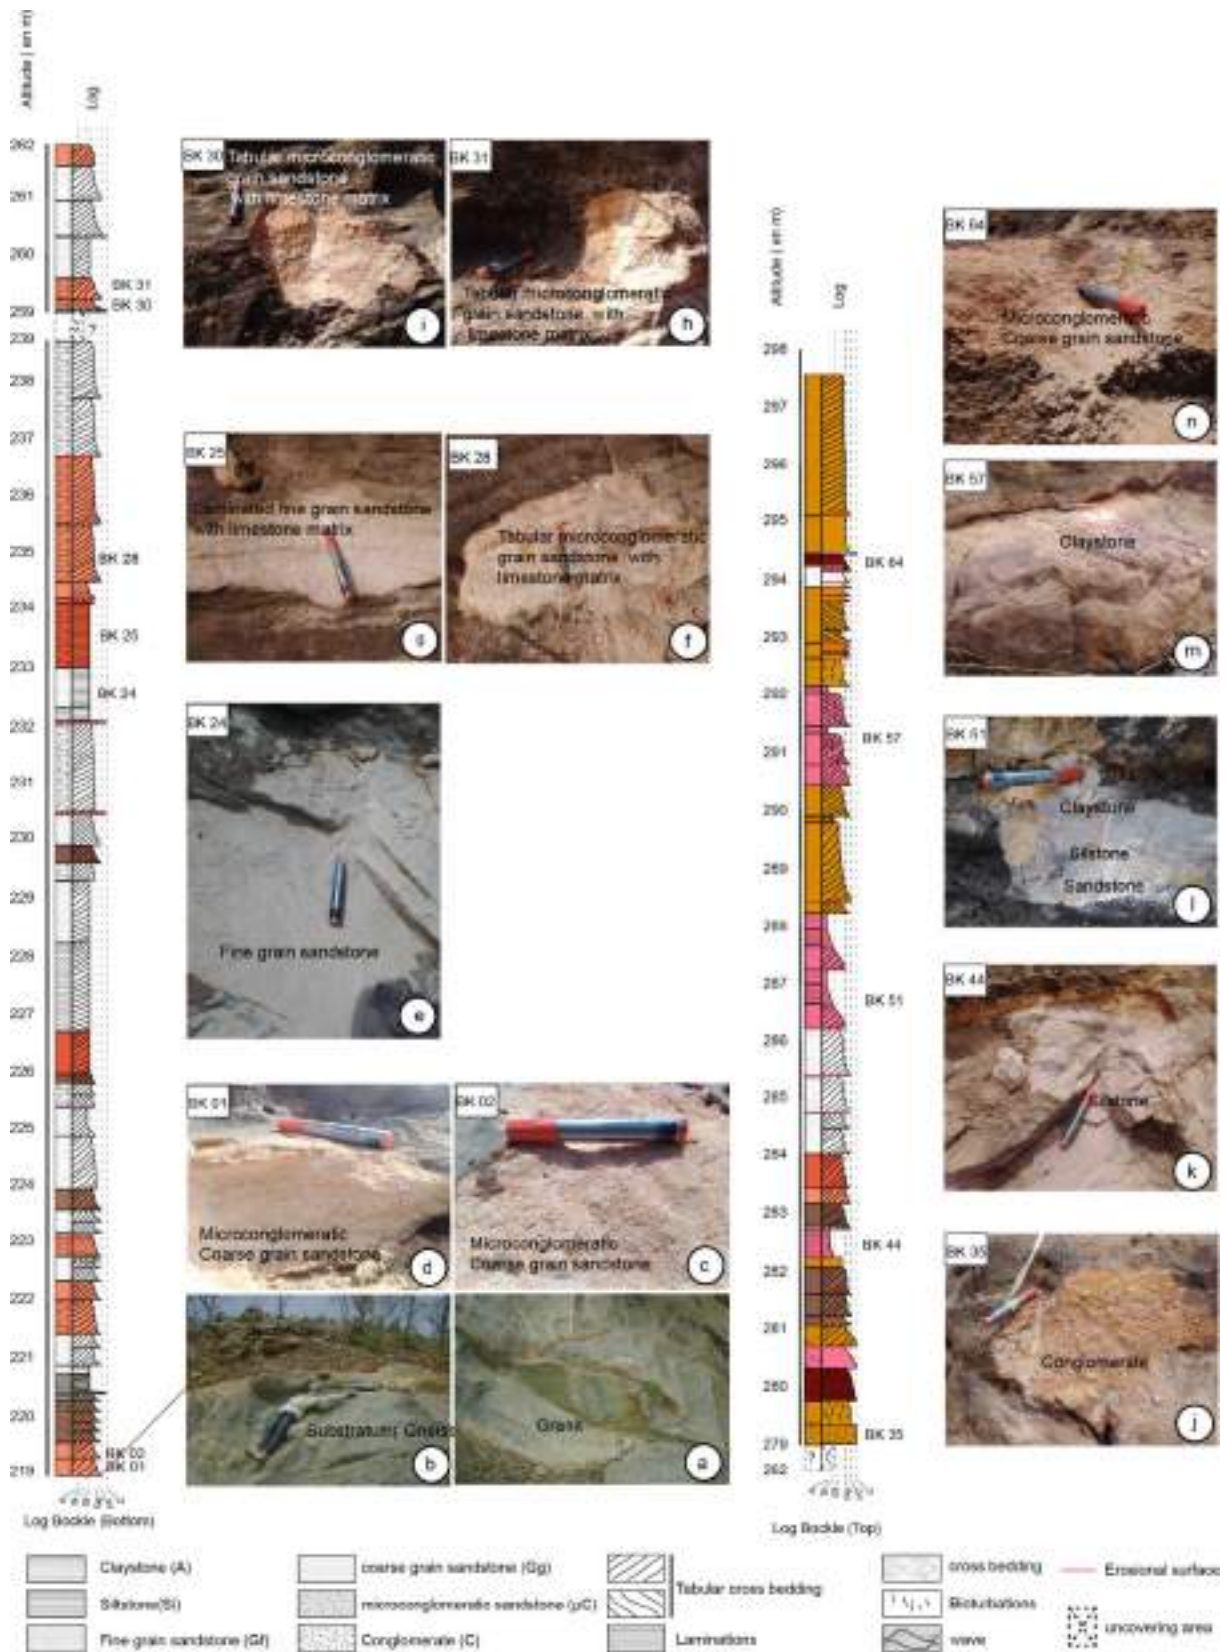 Altitude ( en m)
Log
262
261
260
259
239
238
237
236
235
234
233
232
231
230
229
228
227
226
225
224
223
222
221
220
219
BK 31
BK 30
BK 28
BK 25
BK 24
BK 02
BK 01
Log Bockle (Bottom)
BK 30
Tabular microconglomeratic
grain sandstone
with limestone matrix
i
BK 31
Tabular microconglomeratic
grain sandstone with
limestone matrix
h
BK 25
Laminated fine grain sandstone
with limestone matrix
g
BK 28
Tabular microconglomeratic
grain sandstone with
limestone matrix
f
BK 24
Fine grain sandstone
e
BK 01
Microconglomeratic
Coarse grain sandstone
d
BK 02
Microconglomeratic
Coarse grain sandstone
c
Substratum: Gneiss
b
Granit
a
Altitude ( en m)
Log
298
297
296
295
294
293
292
291
290
289
288
287
286
285
284
283
282
281
280
279
262
BK 64
BK 57
BK 51
BK 44
BK 35
Log Bockle (Top)
BK 64
Microconglomeratic
Coarse grain sandstone
n
BK 57
Claystone
m
BK 51
Claystone
Silstone
Sandstone
l
BK 44
Silstone
k
BK 35
Conglomerate
j
Claystone (A)
Siltstone(Si)
Fine grain sandstone (Gf)
coarse grain sandstone (Gg)
microconglomeratic sandstone (µC)
Conglomerate (C)
Tabular cross bedding
Laminations
cross bedding
Bioturbations
wave
Erosional surface
uncovering area